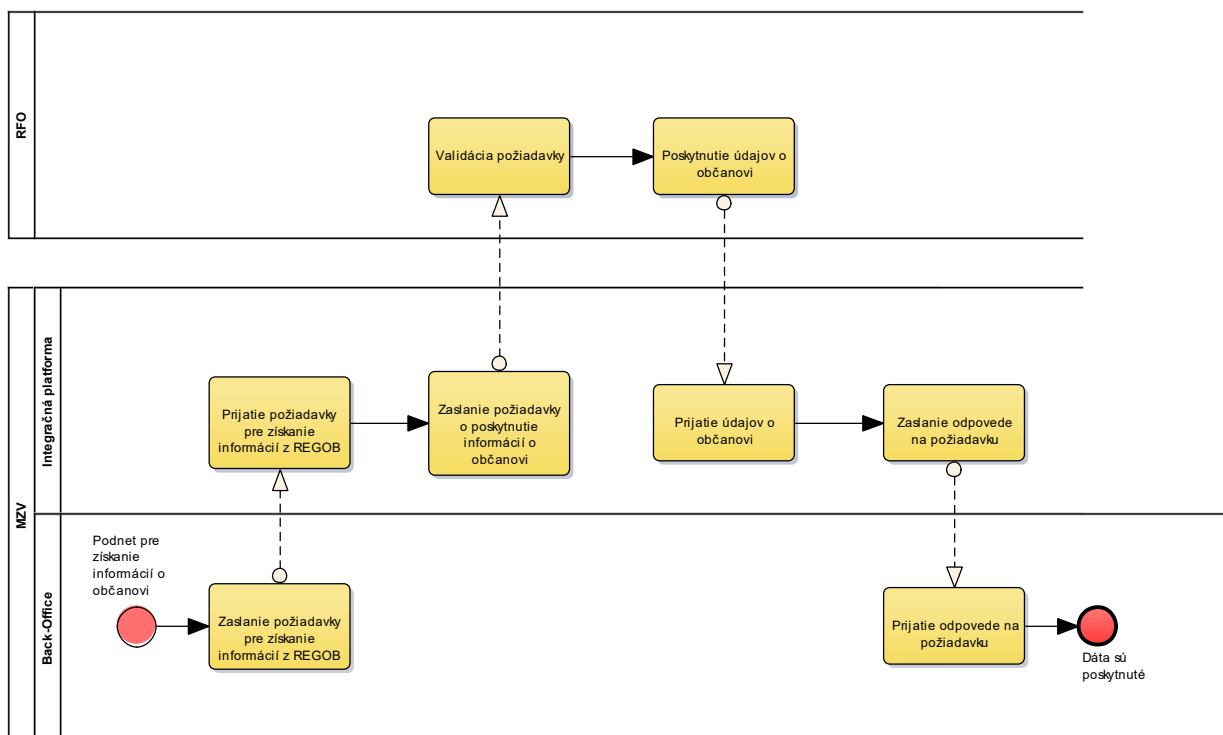 RFO
Validácia požiadavky
Poskytnutie údajov o
občanovi
MZV
Integračná platforma
Prijatie požiadavky
pre získanie
informácií z REGOB
Zaslanie požiadavky
o poskytnutie
informácií o
občanovi
Prijatie údajov o
občanovi
Zaslanie odpovede
na požiadavku
Back-Office
Podnet pre
získanie
informácií o
občanovi
Zaslanie požiadavky
pre získanie
informácií z REGOB
Prijatie odpovede na
požiadavku
Dáta sú
poskytnuté